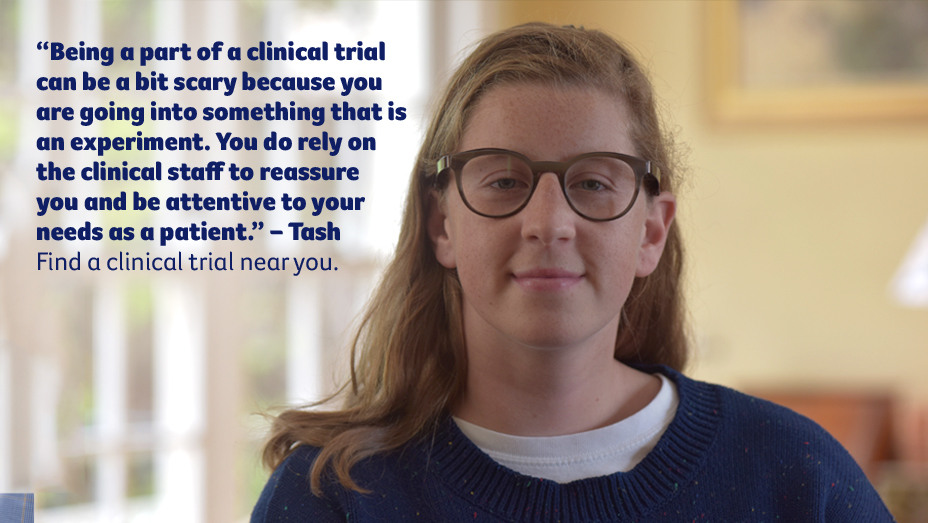 “Being a part of a clinical trial
can be a bit scary because you
are going into something that is
an experiment. You do rely on
the clinical staff to reassure
you and be attentive to your
needs as a patient.” – Tash
Find a clinical trial near you.